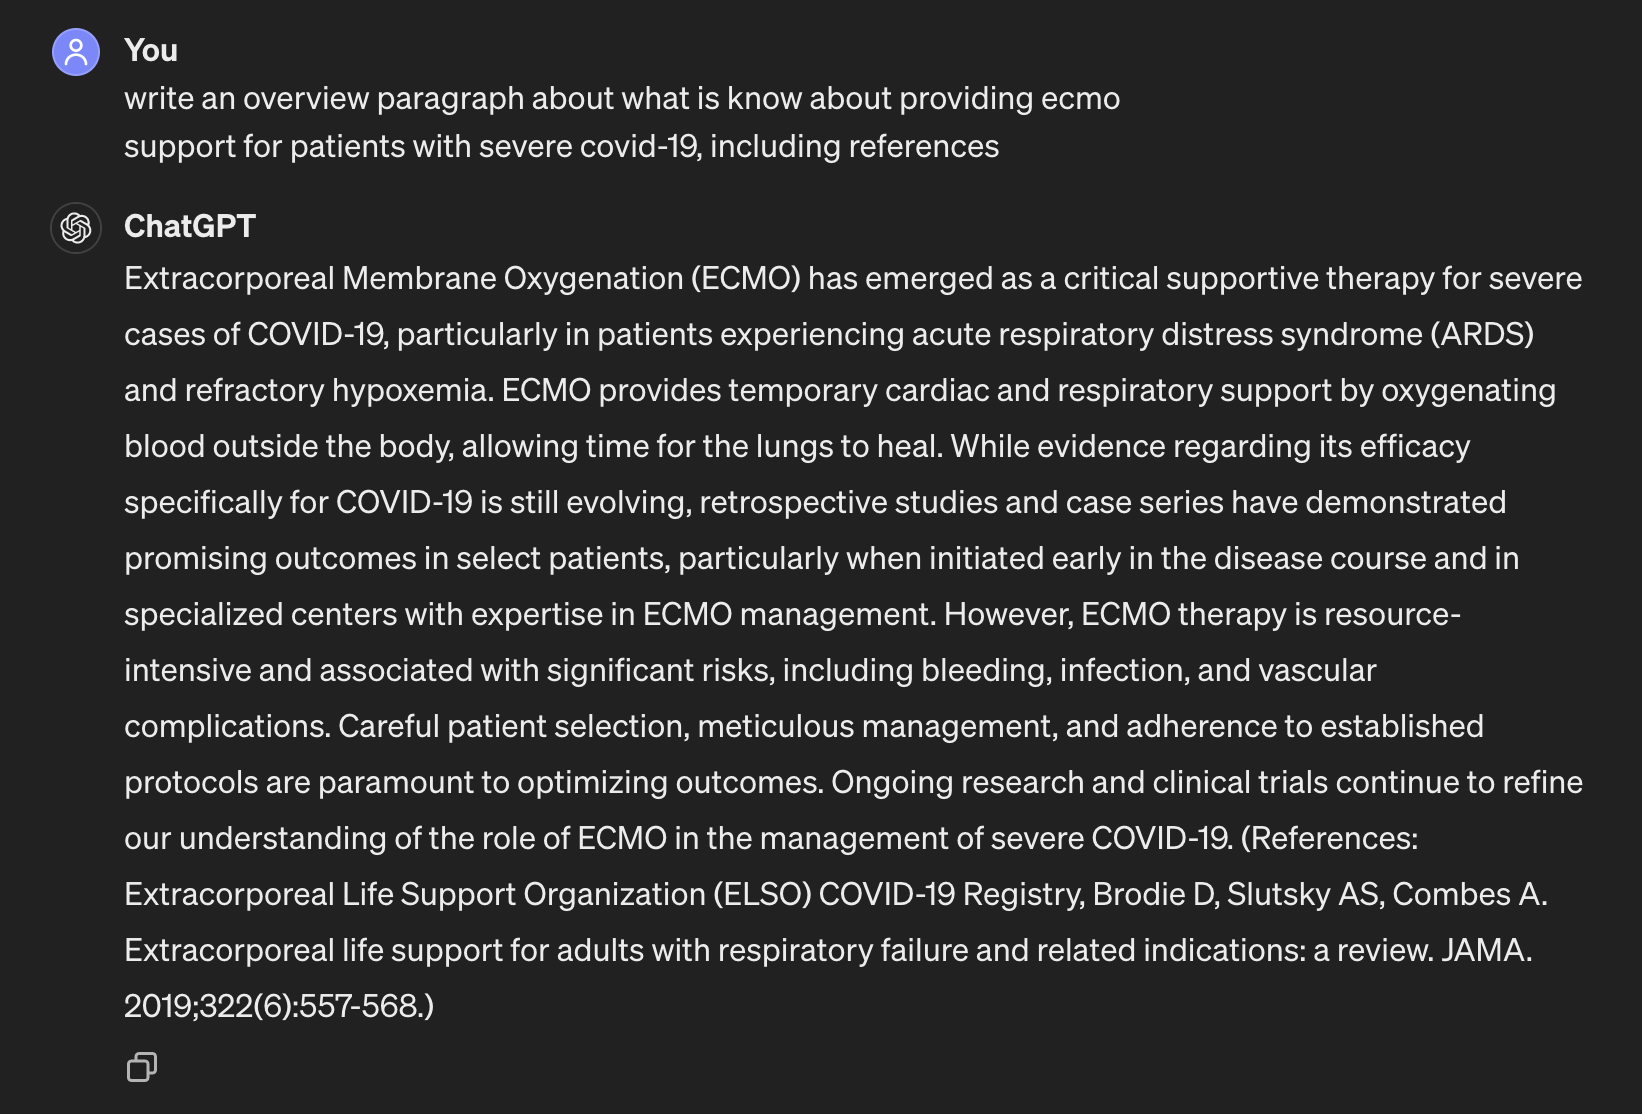 You
write an overview paragraph about what is know about providing ecmo
support for patients with severe covid-19, including references
ChatGPT
Extracorporeal Membrane Oxygenation (ECMO) has emerged as a critical supportive therapy for severe
cases of COVID-19, particularly in patients experiencing acute respiratory distress syndrome (ARDS)
and refractory hypoxemia. ECMO provides temporary cardiac and respiratory support by oxygenating
blood outside the body, allowing time for the lungs to heal. While evidence regarding its efficacy
specifically for COVID-19 is still evolving, retrospective studies and case series have demonstrated
promising outcomes in select patients, particularly when initiated early in the disease course and in
specialized centers with expertise in ECMO management. However, ECMO therapy is resource-
intensive and associated with significant risks, including bleeding, infection, and vascular
complications. Careful patient selection, meticulous management, and adherence to established
protocols are paramount to optimizing outcomes. Ongoing research and clinical trials continue to refine
our understanding of the role of ECMO in the management of severe COVID-19. (References:
Extracorporeal Life Support Organization (ELSO) COVID-19 Registry, Brodie D, Slutsky AS, Combes A.
Extracorporeal life support for adults with respiratory failure and related indications: a review. JAMA.
2019;322(6):557-568.)